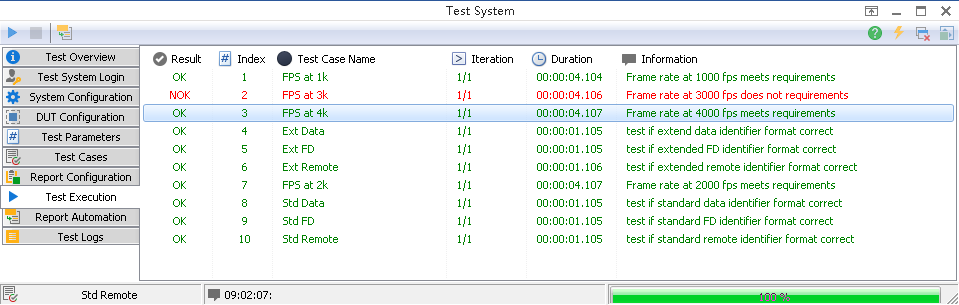 Test System
Test Overview
Test System Login
System Configuration
DUT Configuration
Test Parameters
Test Cases
Report Configuration
Test Execution
Report Automation
Test Logs
Result Index Test Case Name Iteration Duration Information
OK 1 FPS at 1k 1/1 00:00:04.104 Frame rate at 1000 fps meets requirements
NOK 2 FPS at 3k 1/1 00:00:04.106 Frame rate at 3000 fps does not requirements
OK 3 FPS at 4k 1/1 00:00:04.107 Frame rate at 4000 fps meets requirements
OK 4 Ext Data 1/1 00:00:01.105 test if extend data identifier format correct
OK 5 Ext FD 1/1 00:00:01.105 test if extended FD identifier format correct
OK 6 Ext Remote 1/1 00:00:01.106 test if extended remote identifier format correct
OK 7 FPS at 2k 1/1 00:00:04.107 Frame rate at 2000 fps meets requirements
OK 8 Std Data 1/1 00:00:01.105 test if standard data identifier format correct
OK 9 Std FD 1/1 00:00:01.105 test if standard FD identifier format correct
OK 10 Std Remote 1/1 00:00:01.105 test if standard remote identifier format correct
Std Remote
09:02:07: